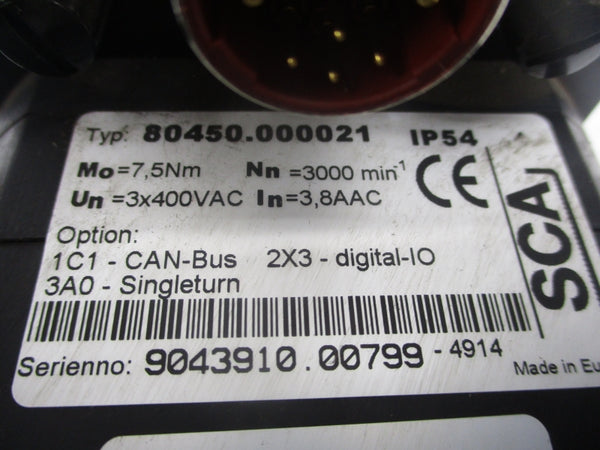 Typ: 80450.000021 IP54
Mo=7,5Nm Nn=3000 min-1
Un=3x400VAC In=3,8AAC
CE
Option:
1C1 - CAN-Bus 2X3 - digital-IO
3A0 - Singleturn
SCA
Serienno: 9043910.00799 -4914
Made in Eu